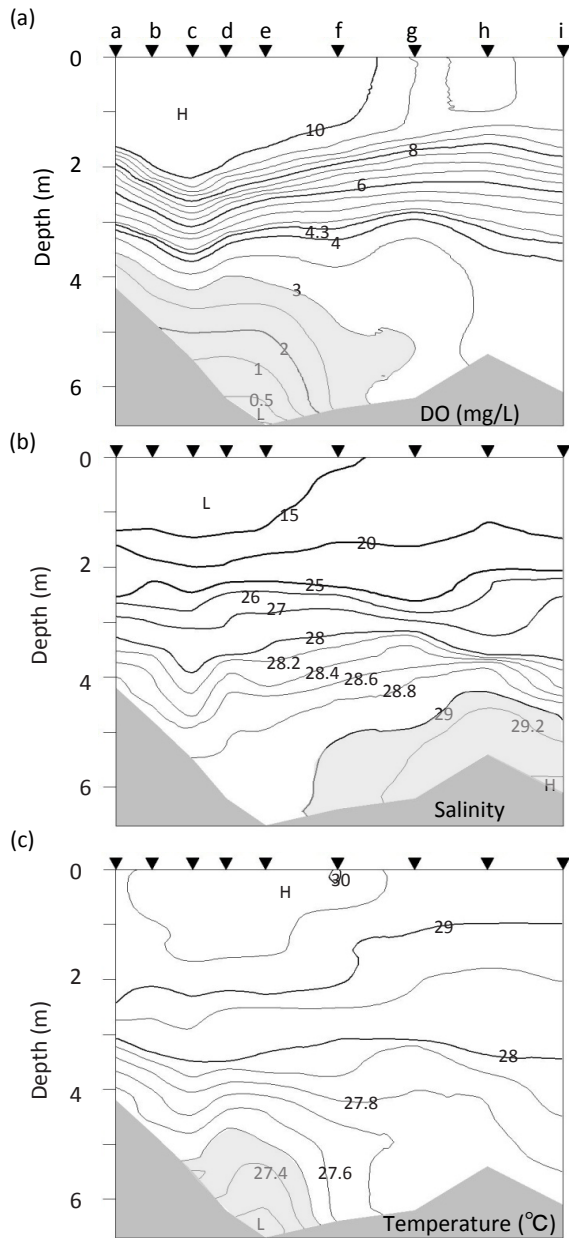 (a)
a b c d e f g h i
0
H
10
8
2
6
4.3
4
Depth (m)
4
3
2
1
0.5
L
6
DO (mg/L)
(b)
0
L
15
20
2
25
26
27
28
Depth (m)
28.2
28.4
28.6
4
28.8
29
29.2
H
6
Salinity
(c)
0
30
H
29
2
28
Depth (m)
4
27.8
27.4
27.6
6
L
Temperature (℃)